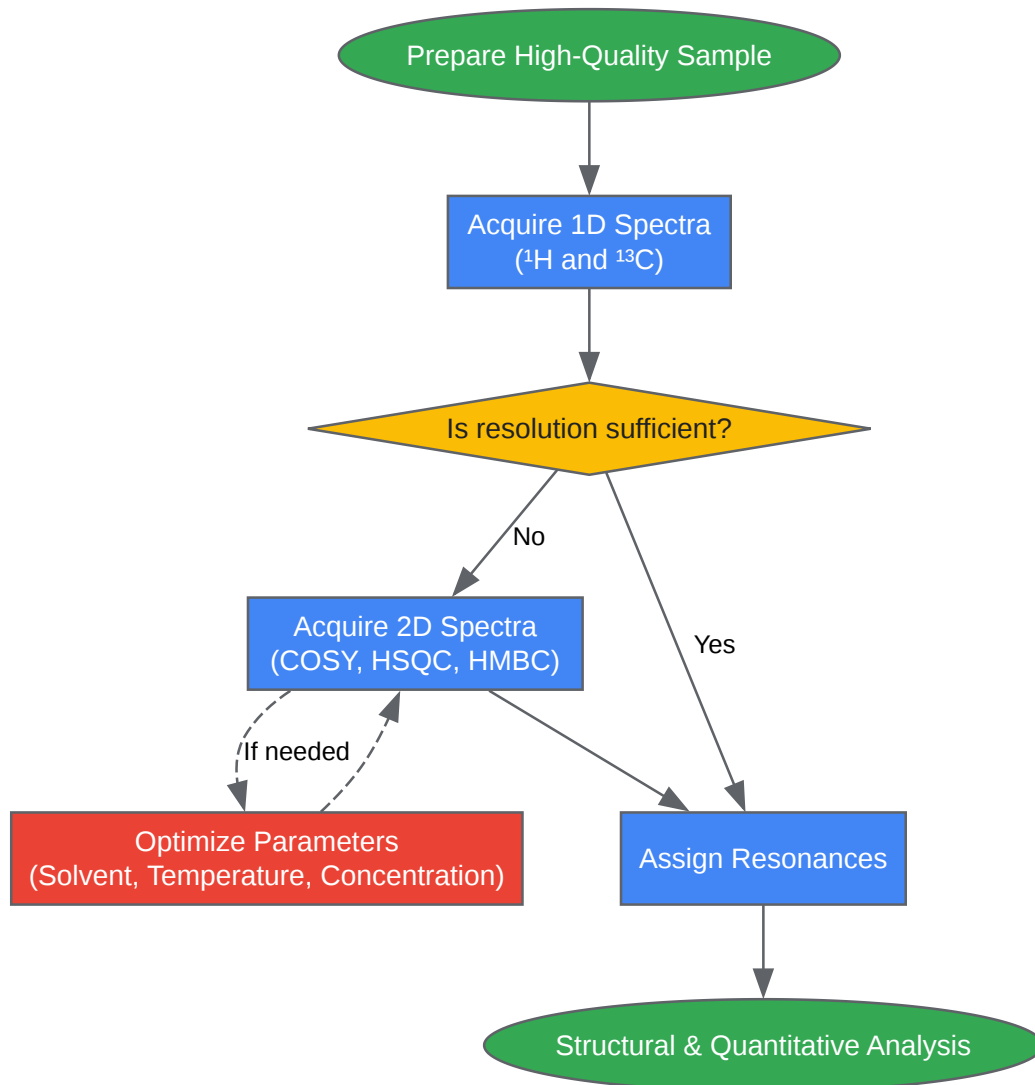 Prepare High-Quality Sample
Acquire 1D Spectra
(¹H and ¹³C)
Is resolution sufficient?
No
Yes
Acquire 2D Spectra
(COSY, HSQC, HMBC)
If needed
Optimize Parameters
(Solvent, Temperature, Concentration)
Assign Resonances
Structural & Quantitative Analysis